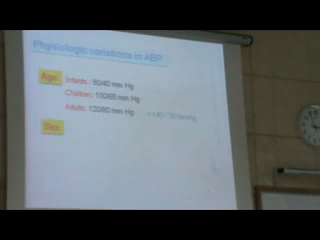 Physiologic variations in ABP
Age Infants: 80/40 mm Hg
Children: 100/65 mm Hg
Adults: 120/80 mm Hg
Sex